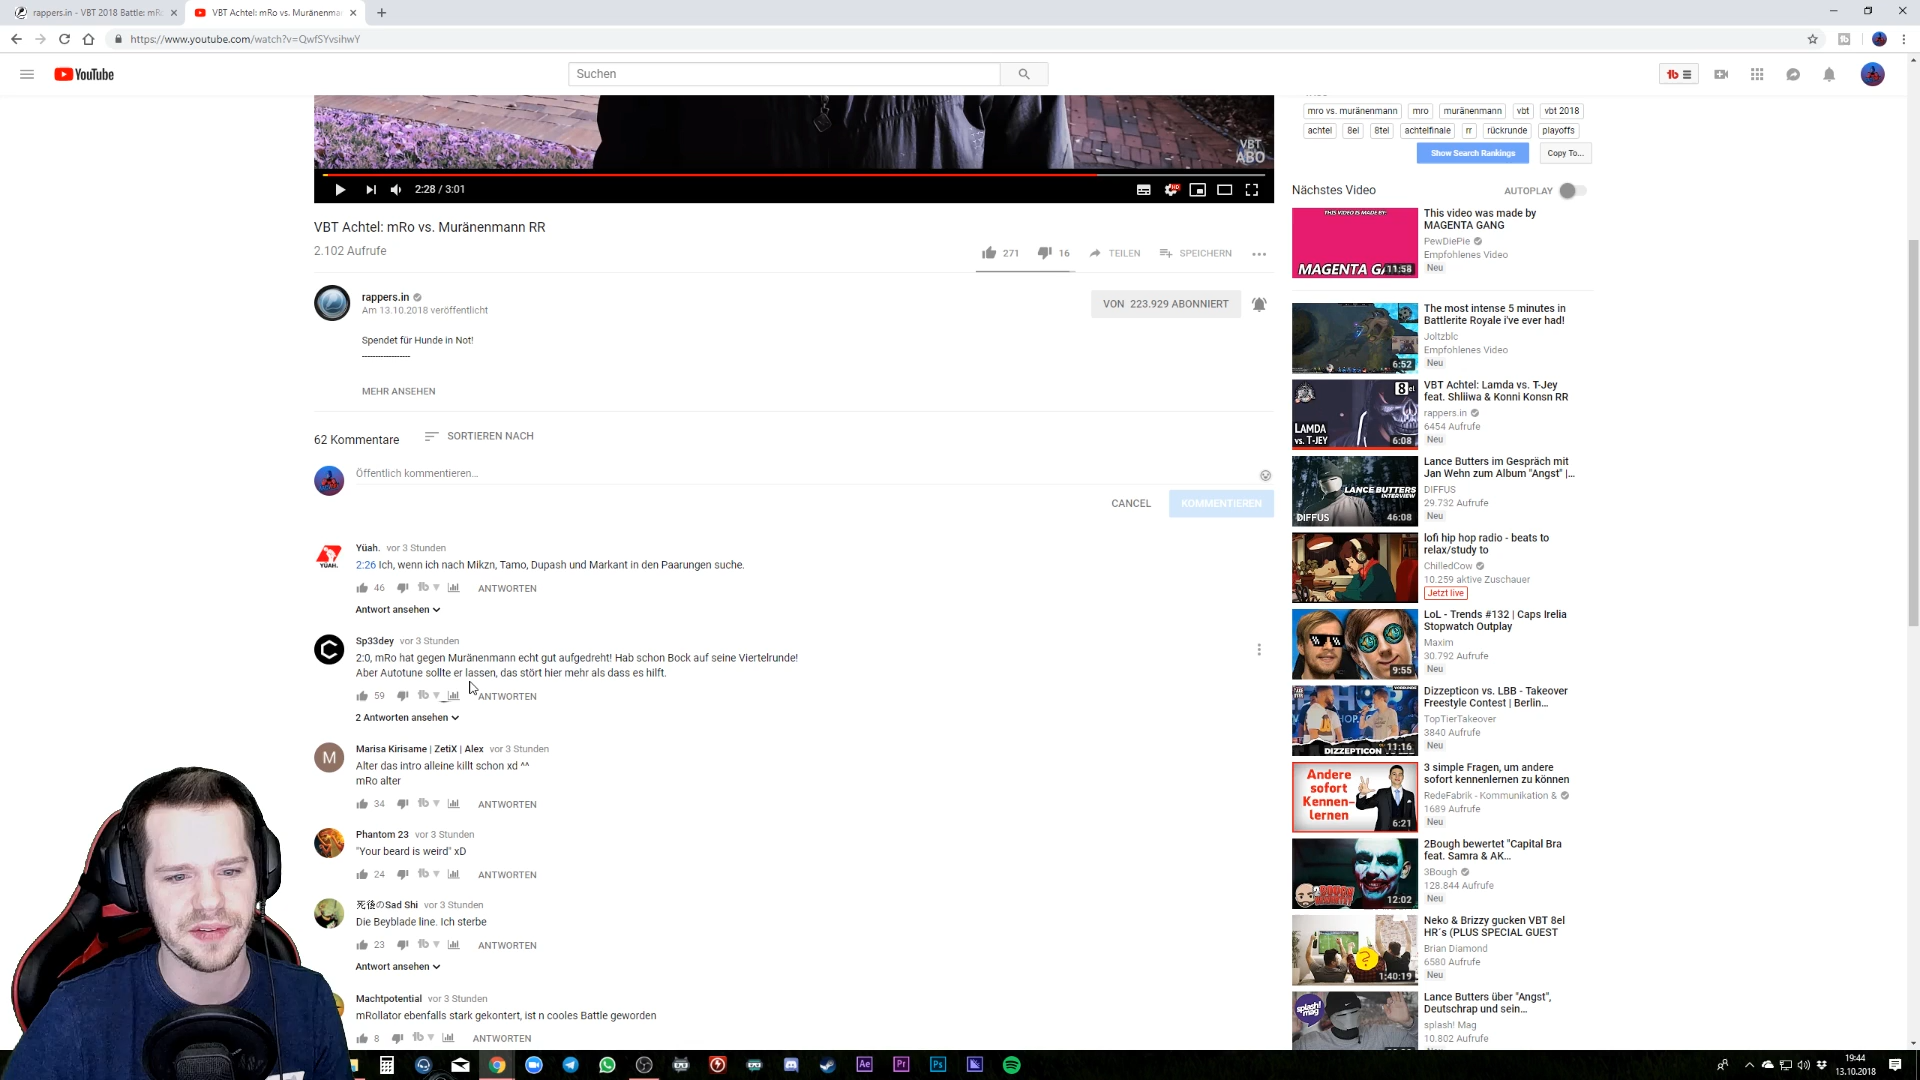 rappers.in - VBT 2018 Battle: mR
VBT Achtel: mRo vs. Muränenman
https://www.youtube.com/watch?v=QwfSYvsihwY
YouTube
Suchen
VBT
ABO
2:28 / 3:01
VBT Achtel: mRo vs. Muränenmann RR
2.102 Aufrufe
271
16
TEILEN
SPEICHERN
rappers.in
Am 13.10.2018 veröffentlicht
VON 223.929 ABONNIERT
Spendet für Hunde in Not!
------------------
MEHR ANSEHEN
62 Kommentare
SORTIEREN NACH
Öffentlich kommentieren...
CANCEL
KOMMENTIEREN
Yüah. vor 3 Stunden
2:26 Ich, wenn ich nach Mikzn, Tamo, Dupash und Markant in den Paarungen suche.
46 ANTWORTEN
Antwort ansehen
Sp33dey vor 3 Stunden
2:0, mRo hat gegen Muränenmann echt gut aufgedreht! Hab schon Bock auf seine Viertelrunde!
Aber Autotune sollte er lassen, das stört hier mehr als dass es hilft.
59 ANTWORTEN
2 Antworten ansehen
M
Marisa Kirisame | ZetiX | Alex vor 3 Stunden
Alter das intro alleine killt schon xd ^^
mRo alter
34 ANTWORTEN
Phantom 23 vor 3 Stunden
"Your beard is weird" xD
24 ANTWORTEN
死後のSad Shi vor 3 Stunden
Die Beyblade line. Ich sterbe
23 ANTWORTEN
Antwort ansehen
Machtpotential vor 3 Stunden
mRollator ebenfalls stark gekontert, ist n cooles Battle geworden
8 ANTWORTEN
mro vs. muränenmann mro muränenmann vbt vbt 2018
achtel 8el 8tel achtelfinale rr rückrunde playoffs
Show Search Rankings
Copy To...
Nächstes Video
AUTOPLAY
THIS VIDEO IS MADE BY:
MAGENTA GA
11:58
This video was made by
MAGENTA GANG
PewDiePie
Empfohlenes Video
Neu
6:52
The most intense 5 minutes in
Battlerite Royale i've ever had!
Joltzblc
Empfohlenes Video
Neu
8el
LAMDA
vs. T-JEY
6:08
VBT Achtel: Lamda vs. T-Jey
feat. Shliiwa & Konni Konsn RR
rappers.in
6454 Aufrufe
Neu
LANCE BUTTERS
INTERVIEW
DIFFUS
46:08
Lance Butters im Gespräch mit
Jan Wehn zum Album "Angst" |...
DIFFUS
29.732 Aufrufe
Neu
lofi hip hop radio - beats to
relax/study to
ChilledCow
10.259 aktive Zuschauer
Jetzt live
9:55
LoL - Trends #132 | Caps Irelia
Stopwatch Outplay
Maxim
30.792 Aufrufe
Neu
DIZZEPTICON
11:16
Dizzepticon vs. LBB - Takeover
Freestyle Contest | Berlin...
TopTierTakeover
3840 Aufrufe
Neu
Andere
sofort
Kennen-
lernen
6:21
3 simple Fragen, um andere
sofort kennenlernen zu können
RedeFabrik - Kommunikation &
1689 Aufrufe
Neu
12:02
2Bough bewertet "Capital Bra
feat. Samra & AK...
3Bough
128.844 Aufrufe
Neu
?
1:40:19
Neko & Brizzy gucken VBT 8el
HR´s (PLUS SPECIAL GUEST
Brian Diamond
6580 Aufrufe
Neu
splash!
mag
Lance Butters über "Angst",
Deutschrap und sein...
splash! Mag
10.802 Aufrufe
Ae
Pr
Ps
19:44
13.10.2018